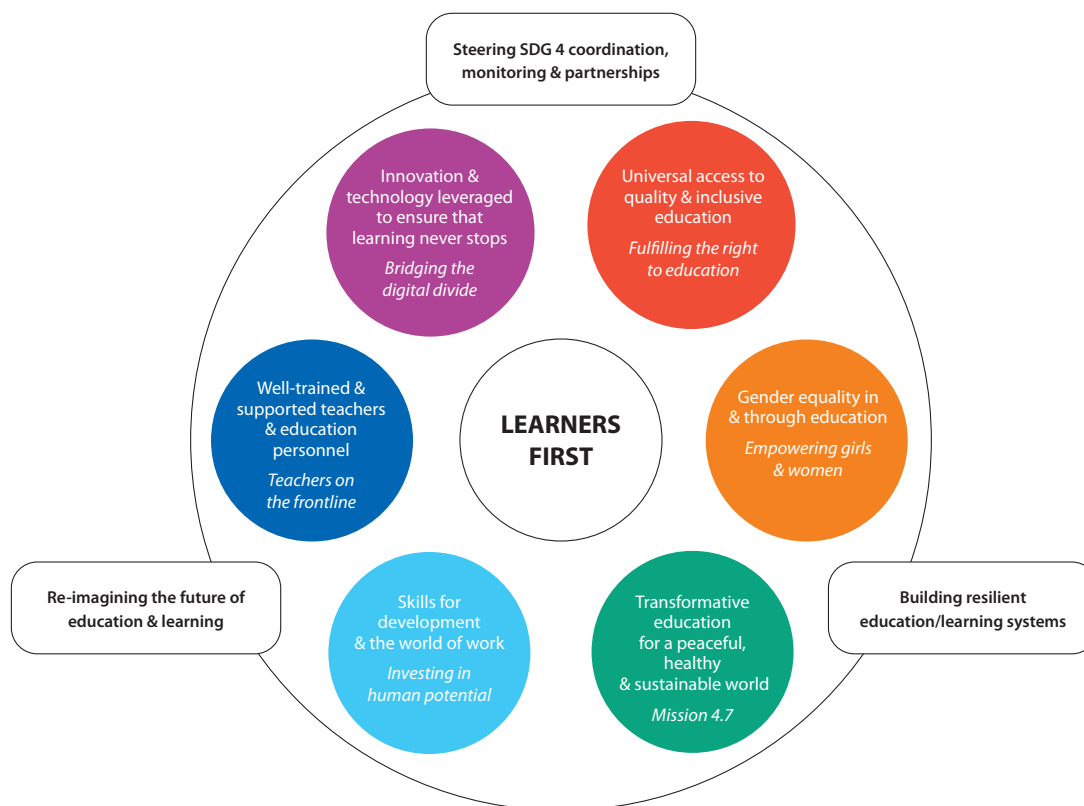 Steering SDG 4 coordination,
monitoring & partnerships
Innovation &
technology leveraged
to ensure that
learning never stops
Bridging the
digital divide
Universal access to
quality & inclusive
education
Fulfilling the right
to education
Well-trained &
supported teachers
& education
personnel
Teachers on
the frontline
LEARNERS
FIRST
Gender equality in
& through education
Empowering girls
& women
Re-imagining the future of
education & learning
Skills for
development
& the world of work
Investing in
human potential
Transformative
education
for a peaceful,
healthy
& sustainable world
Mission 4.7
Building resilient
education/learning systems